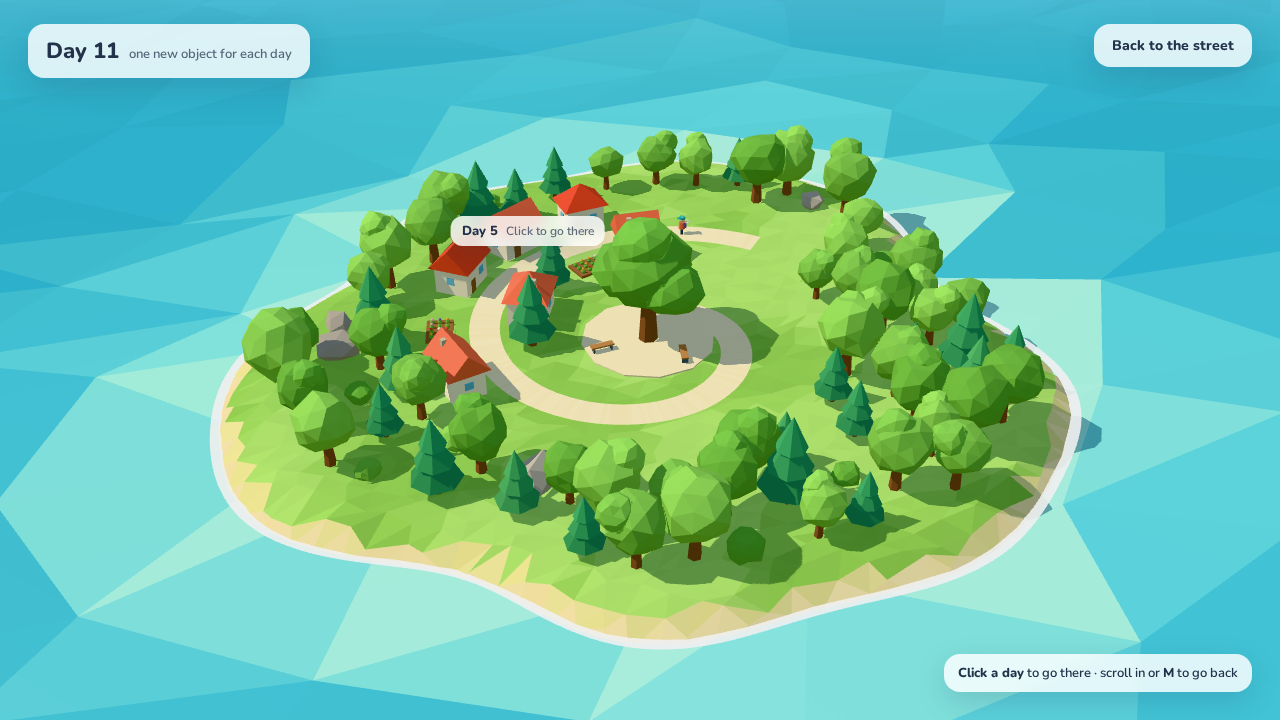 Day 11 one new object for each day
Back to the street
Day 5 Click to go there
Click a day to go there · scroll in or M to go back